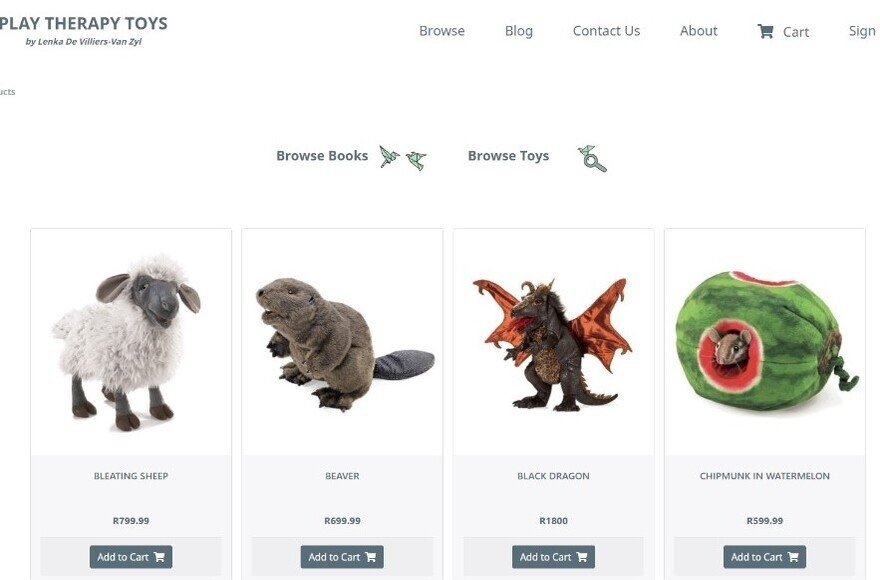 PLAY THERAPY TOYS
by Lenka De Villiers-Van Zyl
Browse Blog Contact Us About Cart Sign
ucts
Browse Books Browse Toys
BLEATING SHEEP
R799.99
Add to Cart
BEAVER
R699.99
Add to Cart
BLACK DRAGON
R1800
Add to Cart
CHIPMUNK IN WATERMELON
R599.99
Add to Cart